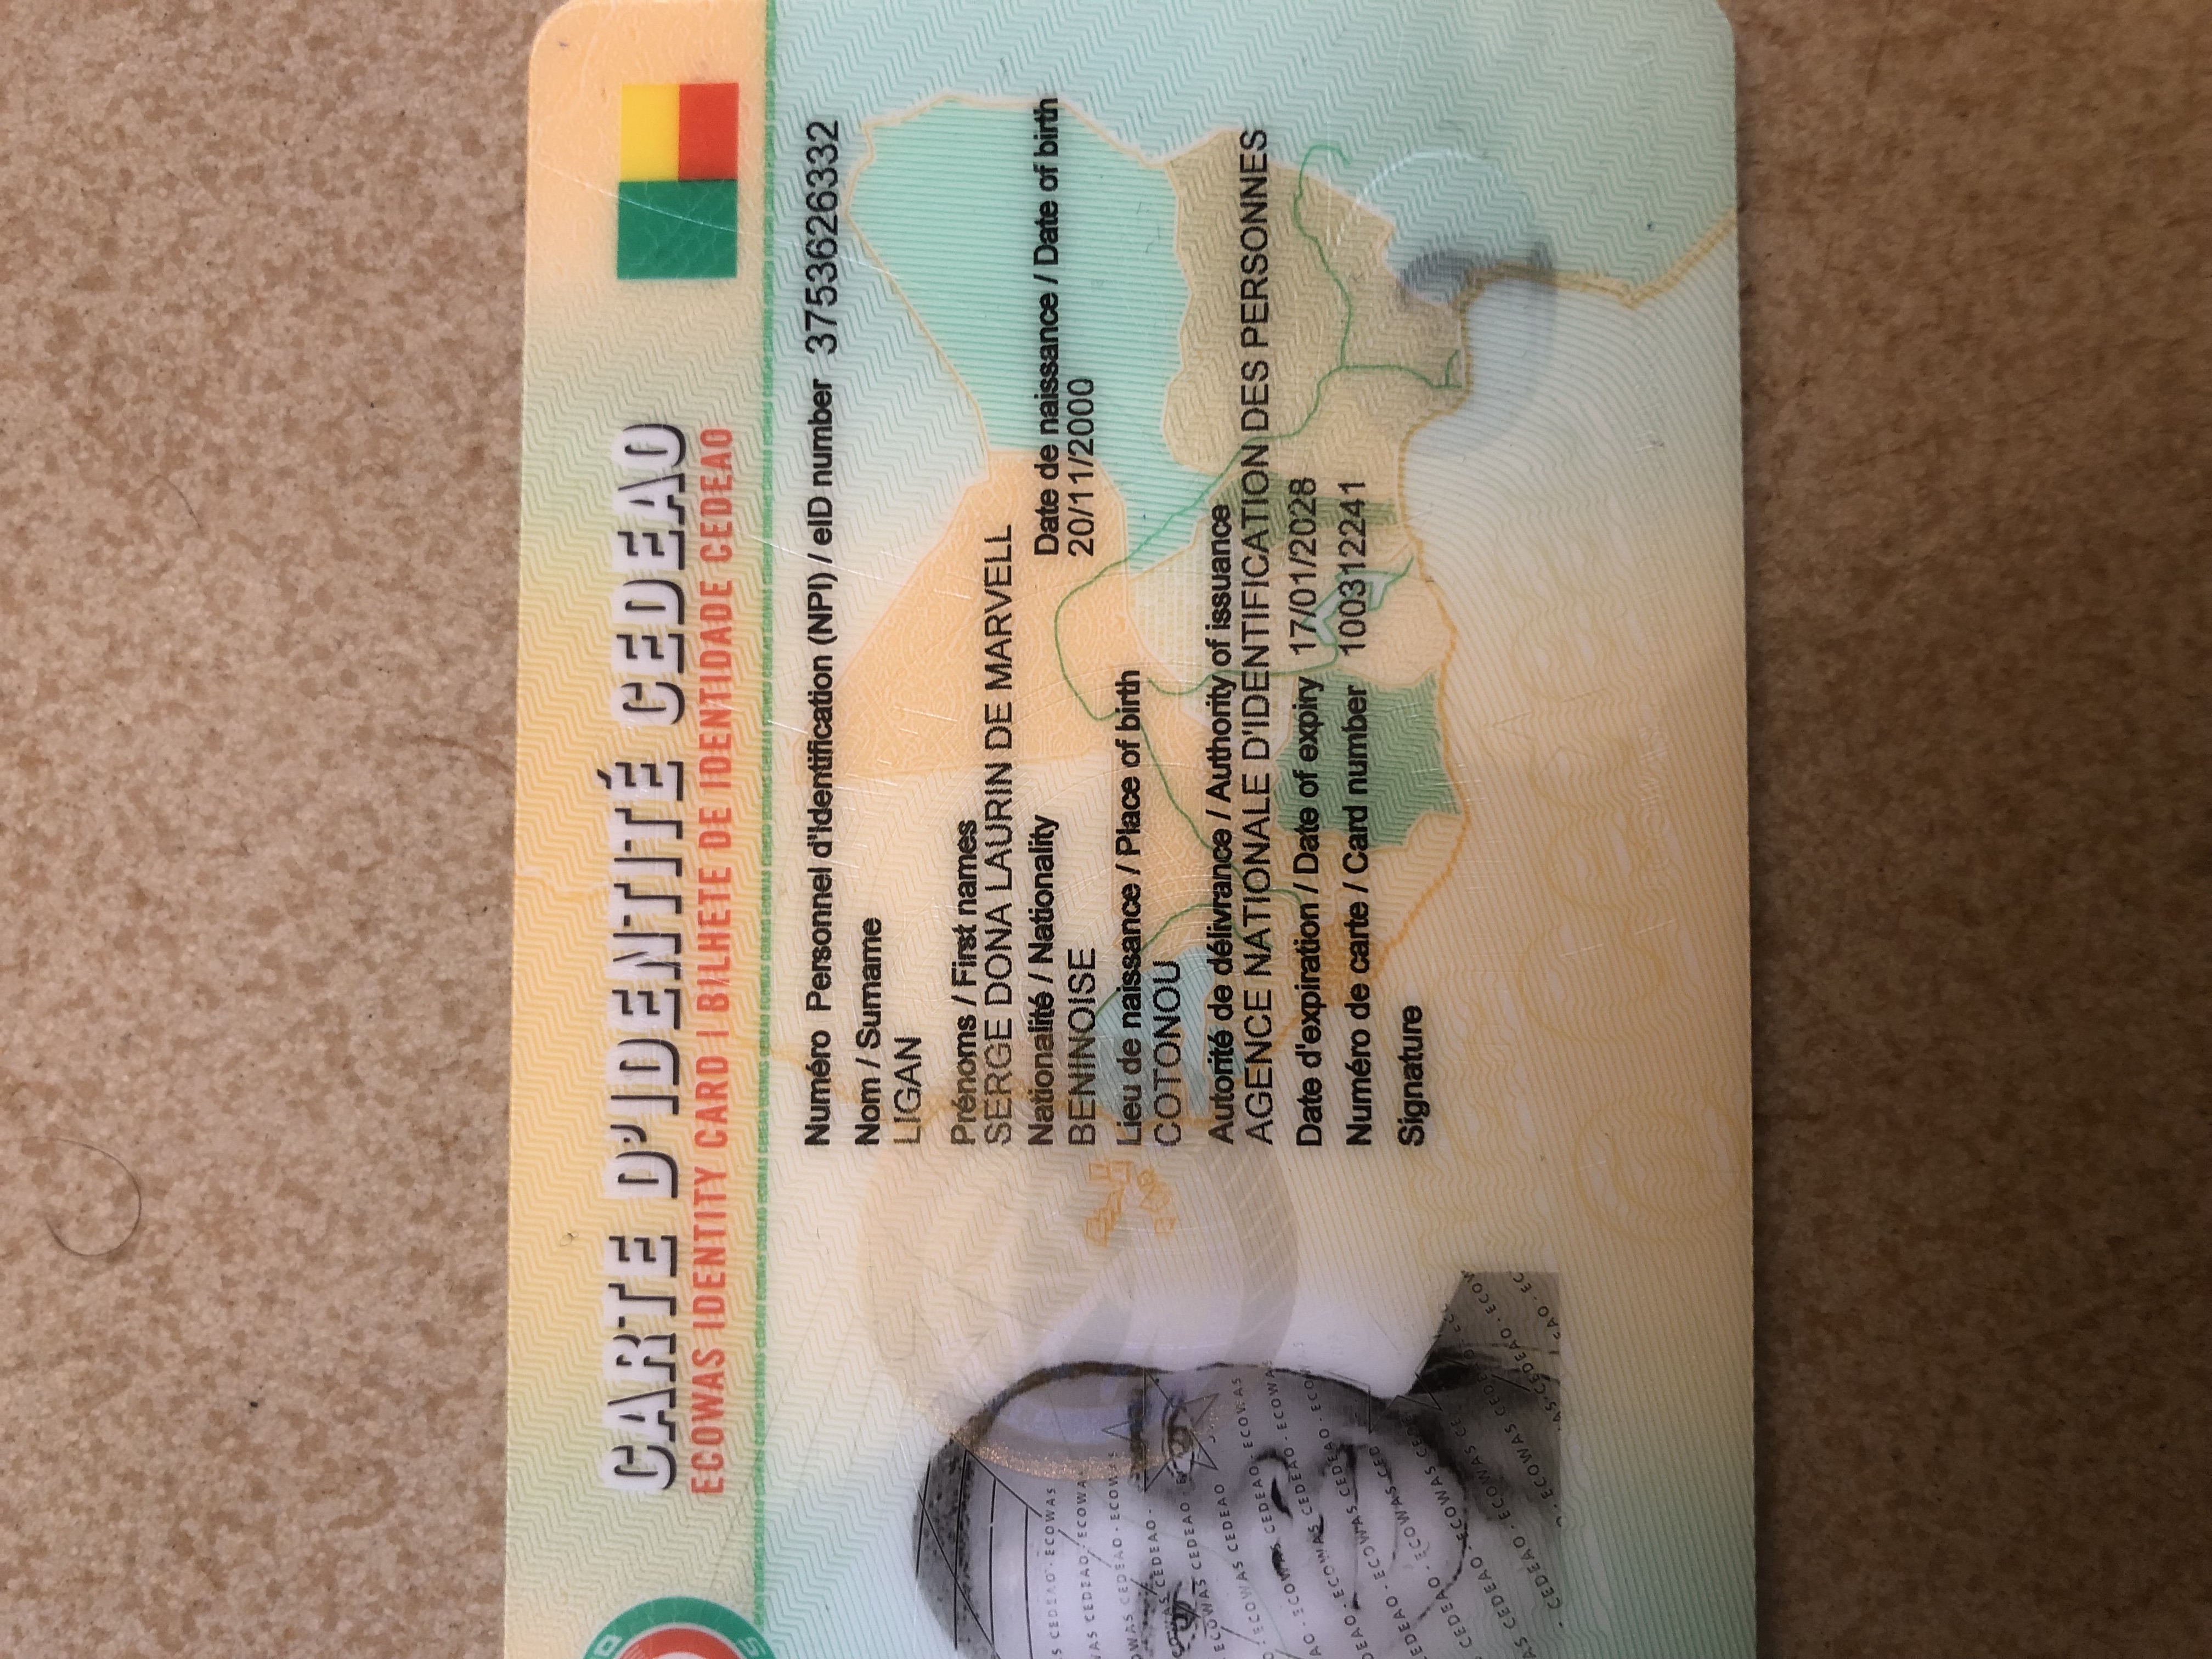 CARTE D'IDENTITÉ CEDEAO
ECOWAS IDENTITY CARD | BILHETE DE IDENTIDADE CEDEAO
Numéro Personnel d'Identification (NPI) / eID number 3753626332
Nom / Surname
LIGAN
Prénoms / First names
SERGE DONA LAURIN DE MARVELL
Nationalité / Nationality
BENINOISE
Date de naissance / Date of birth
20/11/2000
Lieu de naissance / Place of birth
COTONOU
Autorité de délivrance / Authority of issuance
AGENCE NATIONALE D'IDENTIFICATION DES PERSONNES
Date d'expiration / Date of expiry 17/01/2028
Numéro de carte / Card number 100312241
Signature